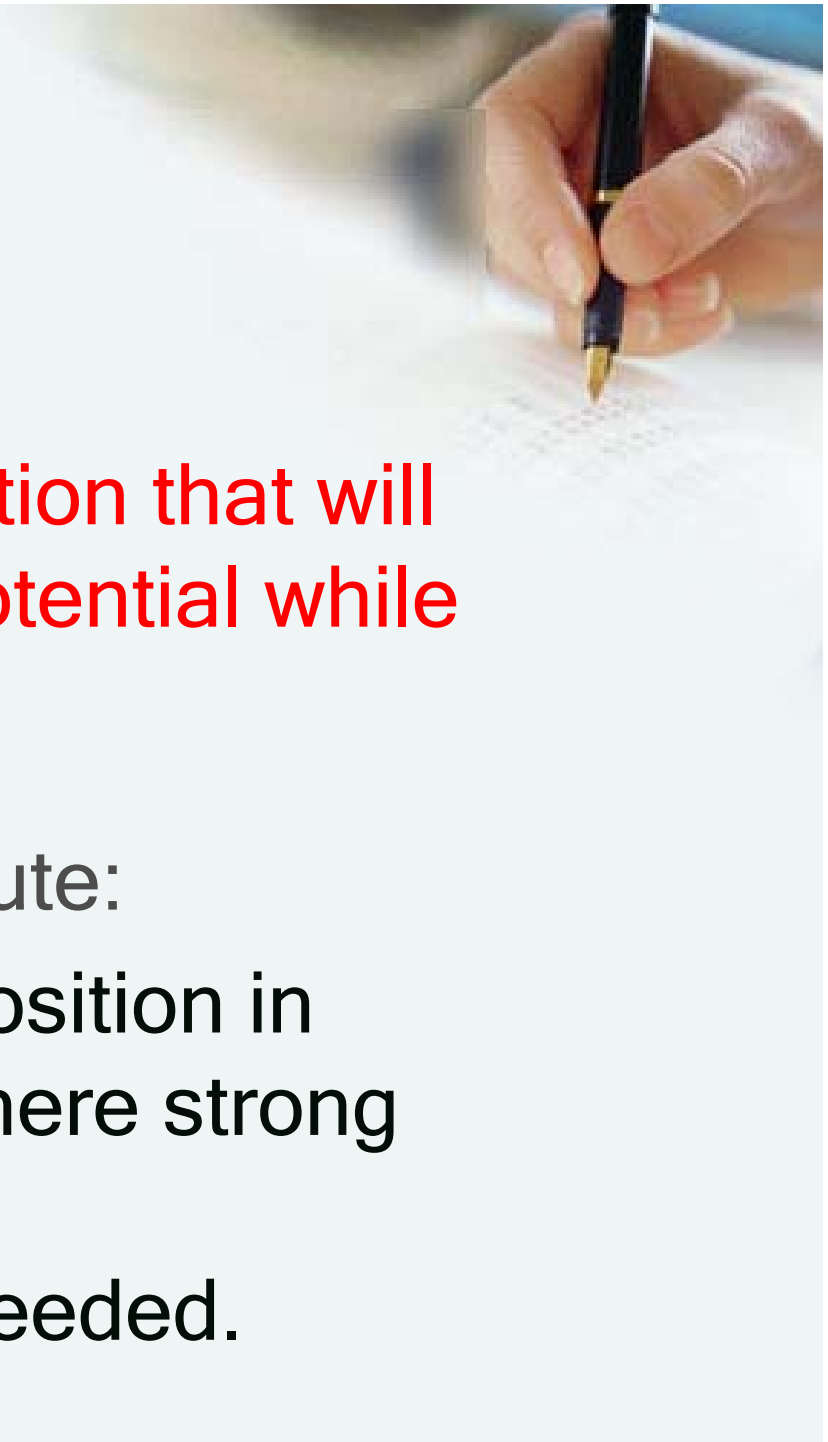 tion that will
otential while
ute:
osition in
here strong
eeded.